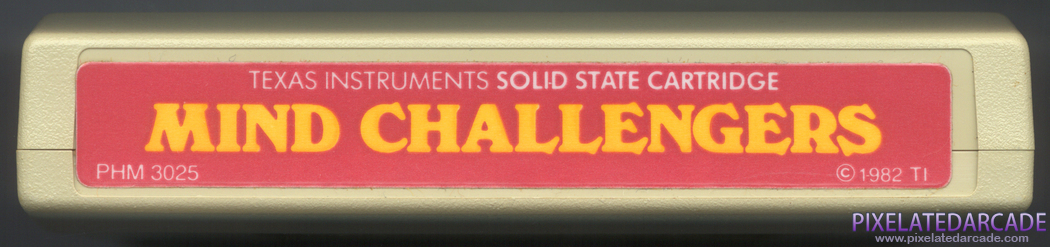 TEXAS INSTRUMENTS SOLID STATE CARTRIDGE
MIND CHALLENGERS
PHM 3025
©1982 TI
PIXELATEDARCADE
www.pixelatedarcade.com